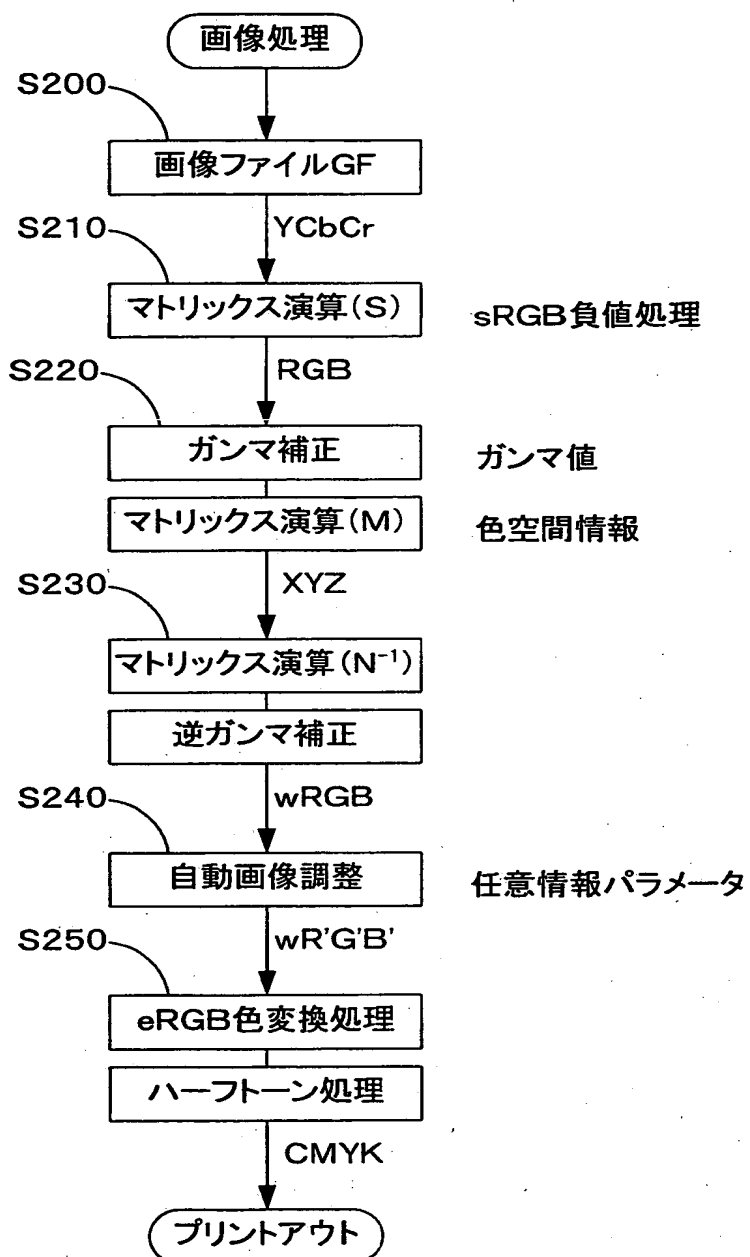 画像処理
S200
画像ファイルGF
S210
YCbCr
マトリックス演算(S)
sRGB負値処理
S220
RGB
ガンマ補正
ガンマ値
マトリックス演算(M)
色空間情報
S230
XYZ
マトリックス演算(N⁻¹)
逆ガンマ補正
S240
wRGB
自動画像調整
任意情報パラメータ
S250
wR'G'B'
eRGB色変換処理
ハーフトーン処理
CMYK
プリントアウト